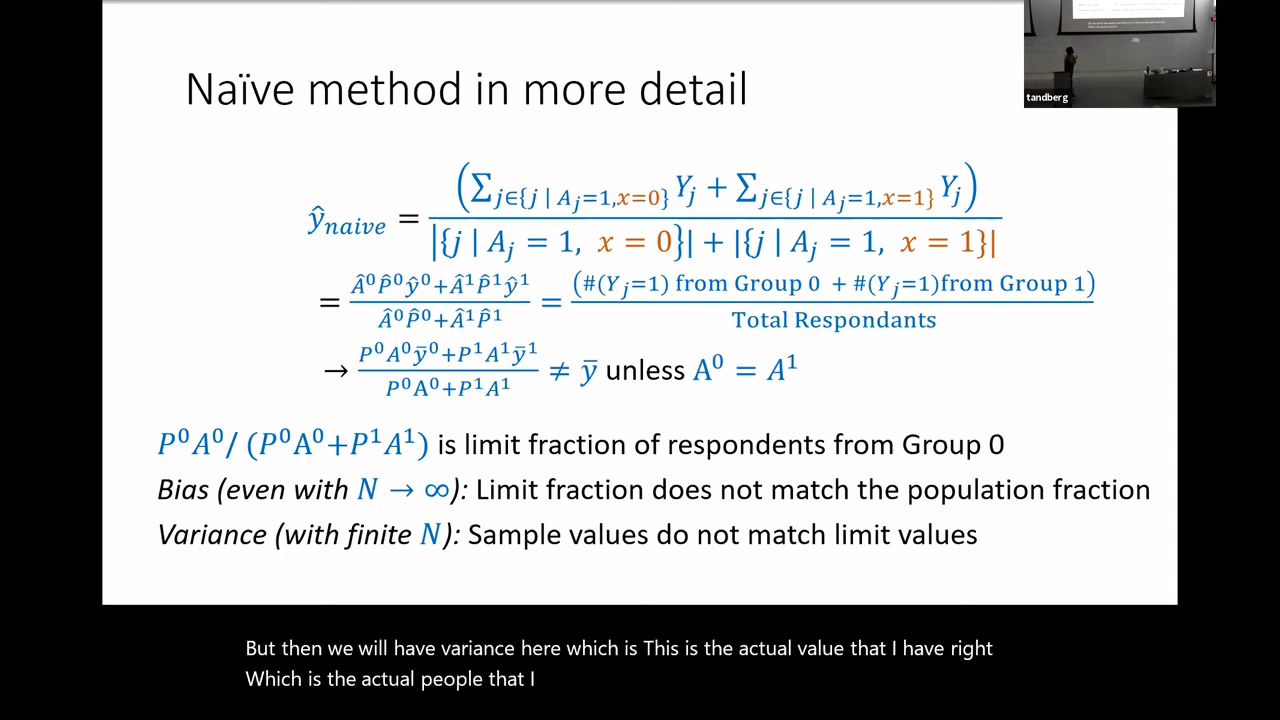 Naïve method in more detail
tandberg
ŷ_naive = (∑_{j∈{j | A_j=1,x=0}} Y_j + ∑_{j∈{j | A_j=1,x=1}} Y_j) / |{j | A_j = 1, x = 0}| + |{j | A_j = 1, x = 1}|
= Â⁰P̂⁰ŷ⁰+Â¹P̂¹ŷ¹ / Â⁰P̂⁰+Â¹P̂¹ = (#(Y_j=1) from Group 0 + #(Y_j=1)from Group 1) / Total Respondants
→ P⁰A⁰ȳ⁰+P¹A¹ȳ¹ / P⁰A⁰+P¹A¹ ≠ ȳ unless A⁰ = A¹
P⁰A⁰/ (P⁰A⁰+P¹A¹) is limit fraction of respondents from Group 0
Bias (even with N → ∞): Limit fraction does not match the population fraction
Variance (with finite N): Sample values do not match limit values
But then we will have variance here which is This is the actual value that I have right
Which is the actual people that I